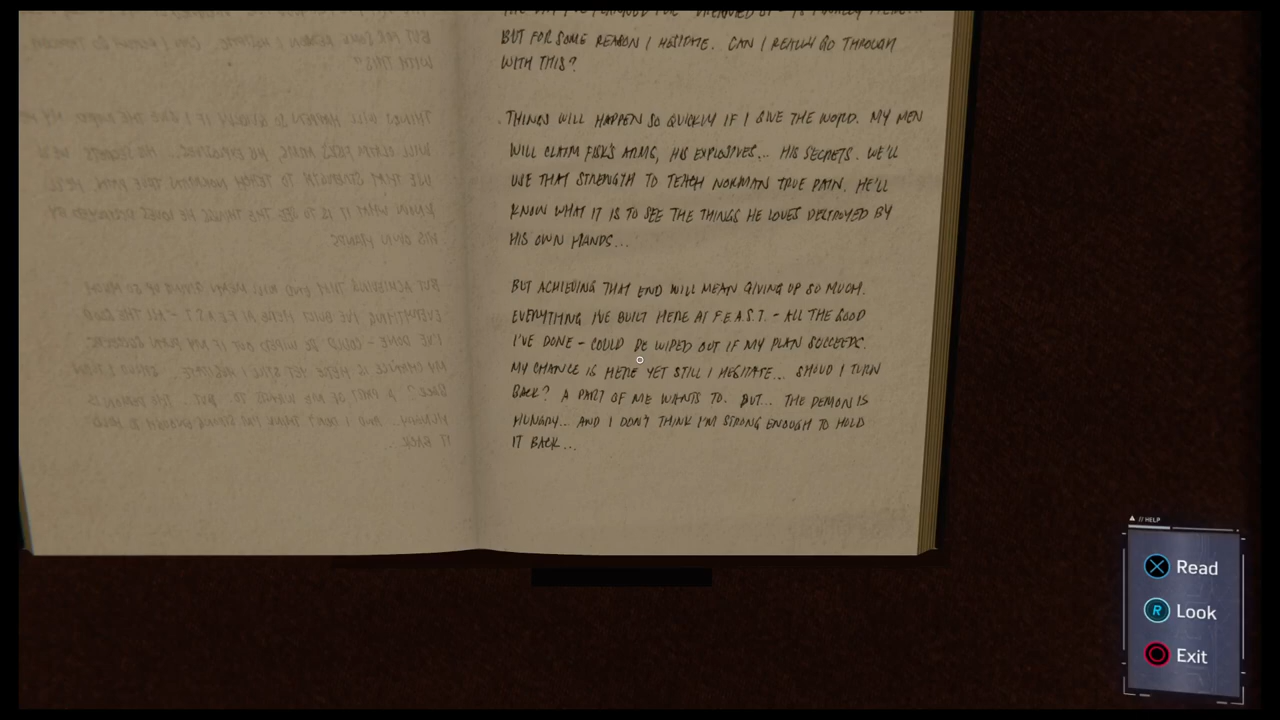 BUT FOR SOME REASON I HESITATE. CAN I REALLY GO THROUGH
WITH THIS?
THINGS WILL HAPPEN SO QUICKLY IF I GIVE THE WORD. MY MEN
WILL CLAIM FISK'S ARMS, HIS EXPLOSIVES... HIS SECRETS. WE'LL
USE THAT STRENGTH TO TEACH NORMAN TRUE PAIN. HE'LL
KNOW WHAT IT IS TO SEE THE THINGS HE LOVES DESTROYED BY
HIS OWN HANDS...
BUT ACHIEVING THAT END WILL MEAN GIVING UP SO MUCH.
EVERYTHING I'VE BUILT HERE AT F.E.A.S.T. - ALL THE GOOD
I'VE DONE - COULD BE WIPED OUT IF MY PLAN SUCCEEDS.
MY CHANCE IS HERE YET STILL I HESITATE... SHOULD I TURN
BACK? A PART OF ME WANTS TO. BUT... THE DEMON IS
HUNGRY... AND I DON'T THINK I'M STRONG ENOUGH TO HOLD
IT BACK...
// HELP
Read
R Look
Exit